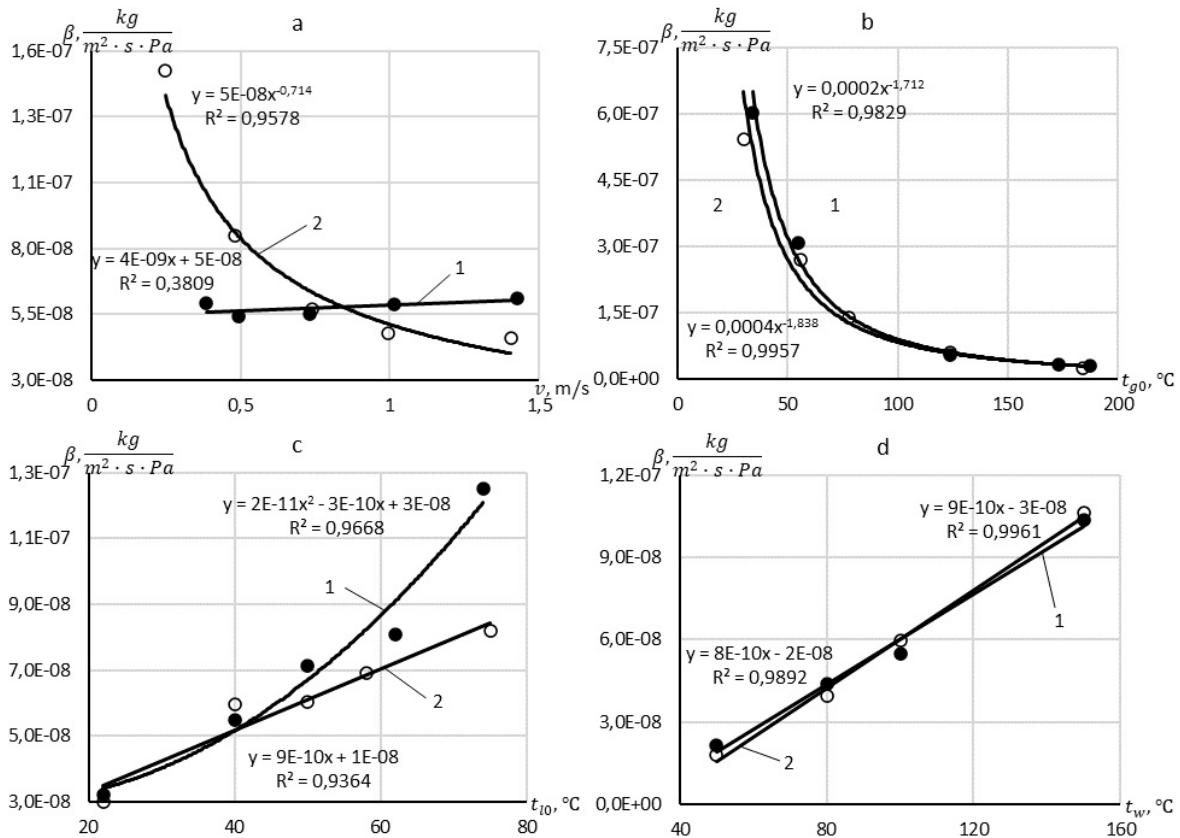 a
β, kg/(m² · s · Pa)
1,6E-07
1,3E-07
1,1E-07
8,0E-08
5,5E-08
3,0E-08
y = 5E-08x^-0,714
R² = 0,9578
2
y = 4E-09x + 5E-08
R² = 0,3809
1
0
0,5
1
1,5
v, m/s
b
β, kg/(m² · s · Pa)
7,5E-07
6,0E-07
4,5E-07
3,0E-07
1,5E-07
0,0E+00
y = 0,0002x^-1,712
R² = 0,9829
2
1
y = 0,0004x^-1,838
R² = 0,9957
0
50
100
150
200
t_g0, °C
c
β, kg/(m² · s · Pa)
1,3E-07
1,1E-07
9,0E-08
7,0E-08
5,0E-08
3,0E-08
y = 2E-11x² - 3E-10x + 3E-08
R² = 0,9668
1
2
y = 9E-10x + 1E-08
R² = 0,9364
20
40
60
80
t_l0, °C
d
β, kg/(m² · s · Pa)
1,2E-07
9,0E-08
6,0E-08
3,0E-08
0,0E+00
y = 9E-10x - 3E-08
R² = 0,9961
1
y = 8E-10x - 2E-08
R² = 0,9892
2
40
80
120
160
t_w, °C